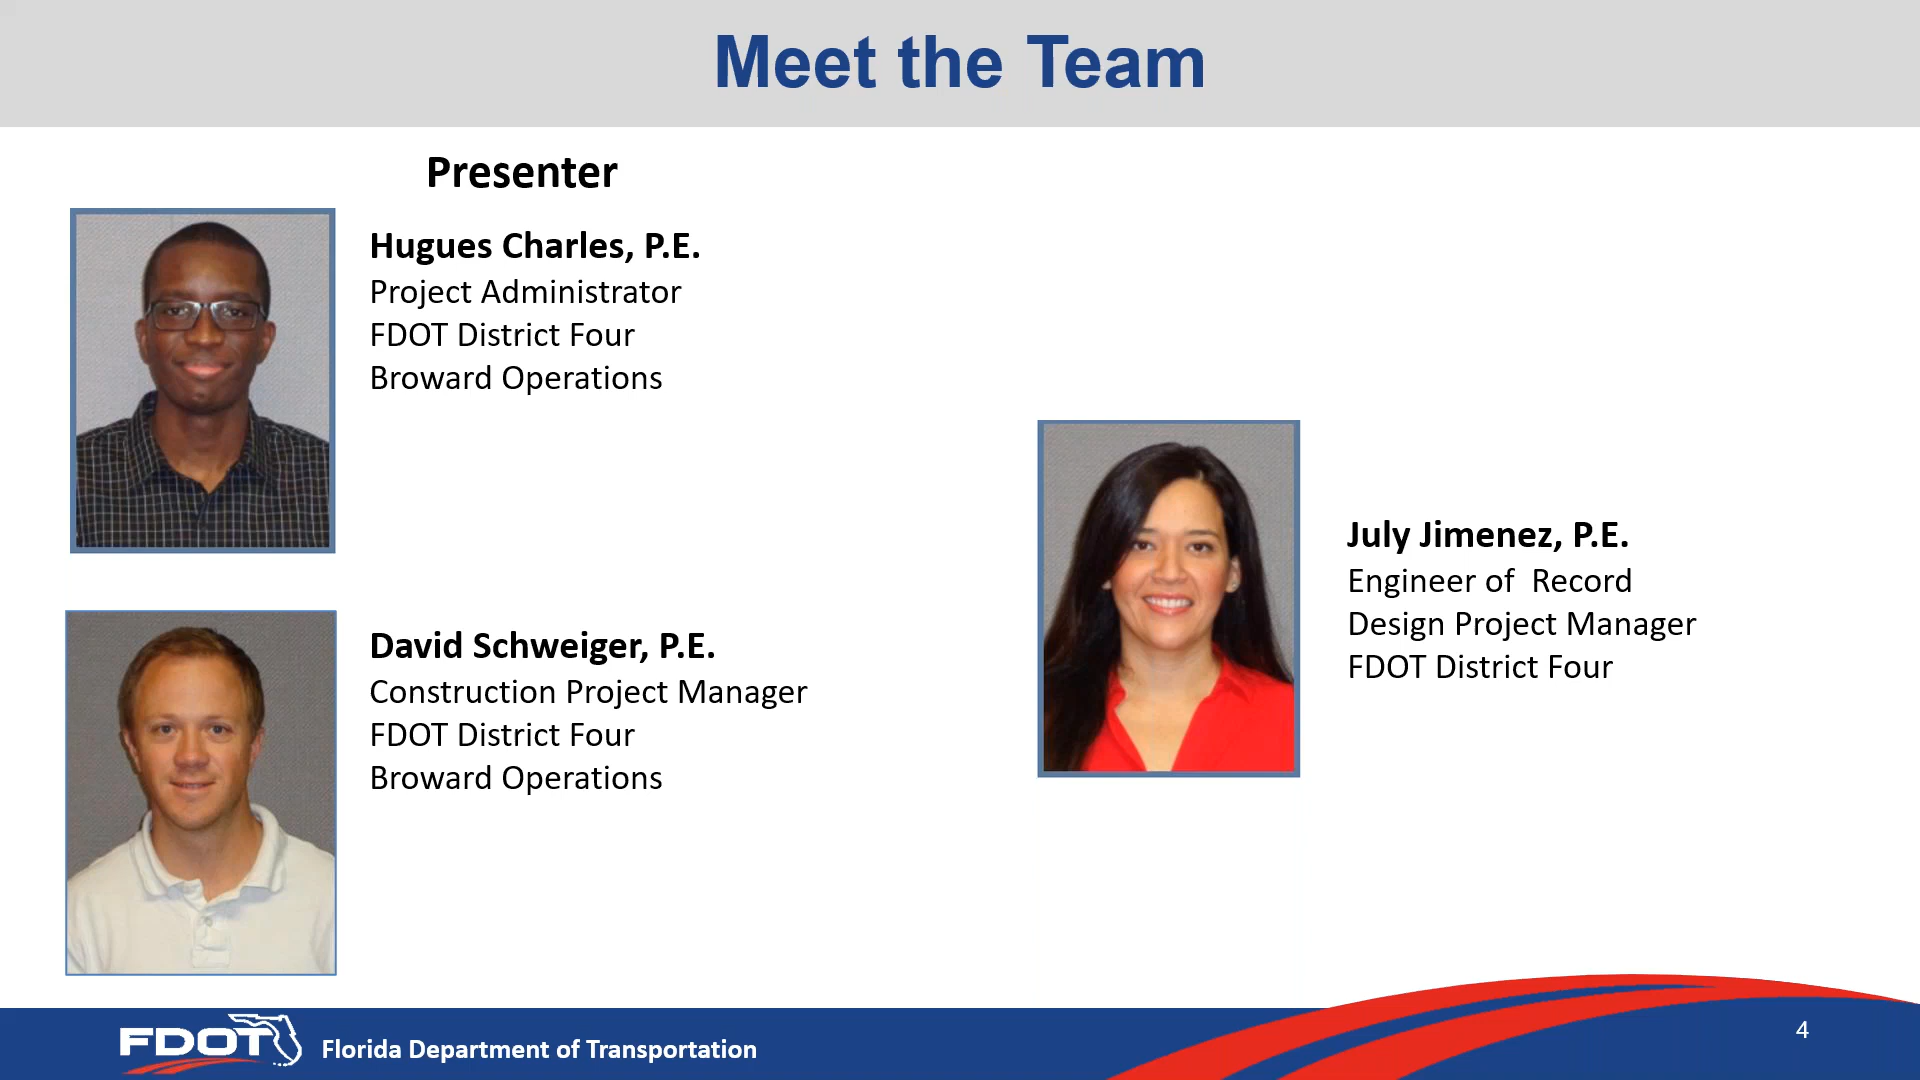 Meet the Team
Presenter
Hugues Charles, P.E.
Project Administrator
FDOT District Four
Broward Operations
David Schweiger, P.E.
Construction Project Manager
FDOT District Four
Broward Operations
July Jimenez, P.E.
Engineer of  Record
Design Project Manager
FDOT District Four
FDOT
Florida Department of Transportation
4